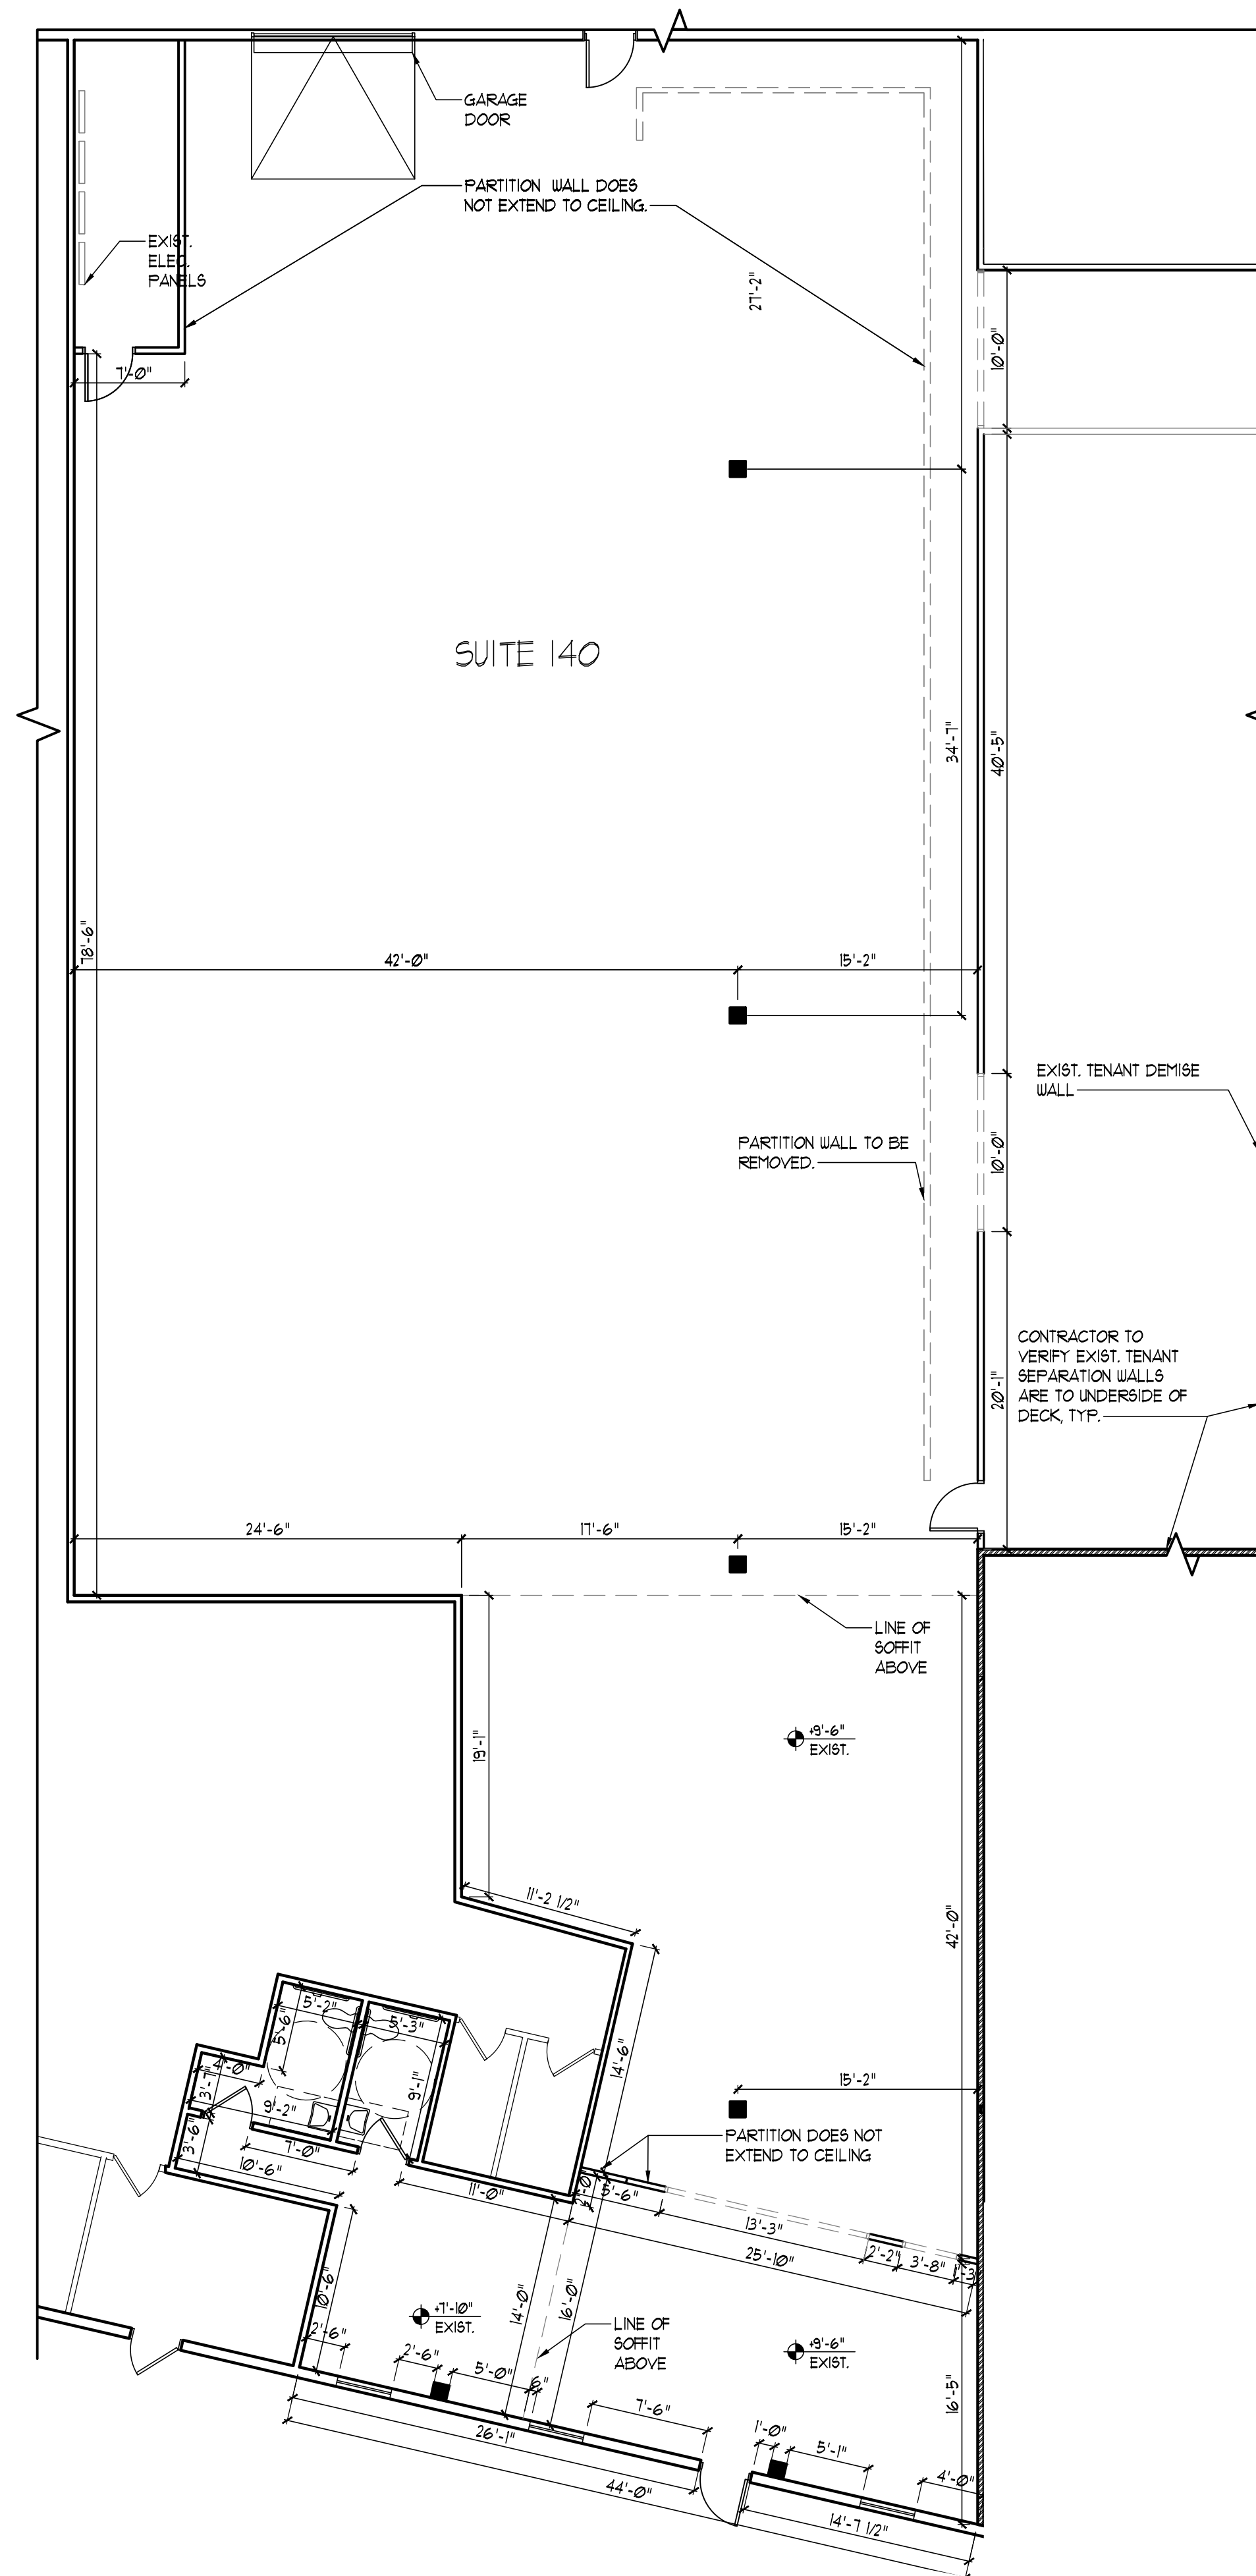 GARAGE
DOOR
PARTITION WALL DOES
NOT EXTEND TO CEILING.
EXIST.
ELEC.
PANELS
27'-2"
10'-0"
7'-0"
SUITE 140
34'-7"
40'-5"
78'-6"
42'-0"
15'-2"
EXIST. TENANT DEMISE
WALL
PARTITION WALL TO BE
REMOVED.
10'-0"
CONTRACTOR TO
VERIFY EXIST. TENANT
SEPARATION WALLS
ARE TO UNDERSIDE OF
DECK, TYP.
20'-1"
24'-6"
17'-6"
15'-2"
LINE OF
SOFFIT
ABOVE
19'-1"
+9'-6"
EXIST.
11'-2 1/2"
42'-0"
5'-2"
5'-3"
5'-6"
14'-6"
4'-0"
3'-7"
9'-1"
15'-2"
9'-2"
3'-6"
7'-0"
PARTITION DOES NOT
EXTEND TO CEILING
10'-6"
11'-0"
5'-6"
13'-3"
25'-10"
2'-2"
3'-8"
1'-3"
10'-6"
14'-0"
16'-0"
+7'-10"
EXIST.
LINE OF
SOFFIT
ABOVE
+9'-6"
EXIST.
2'-6"
2'-6"
5'-0"
6"
7'-6"
16'-5"
26'-1"
1'-0"
5'-1"
4'-0"
44'-0"
14'-7 1/2"